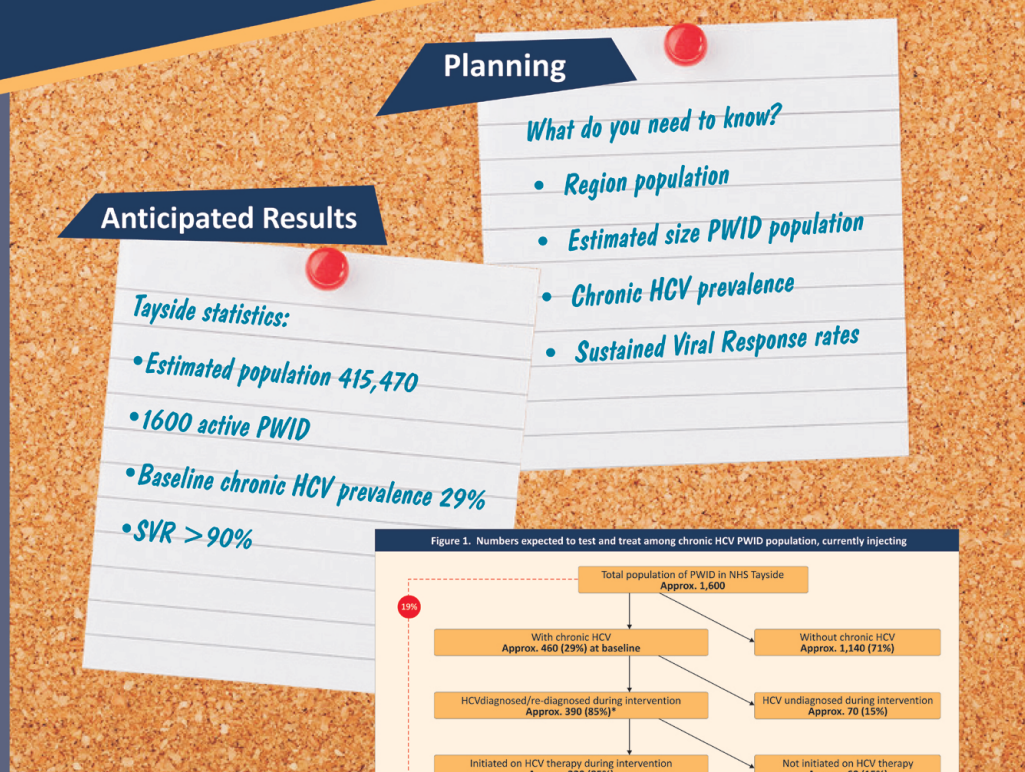 Planning
What do you need to know?
• Region population
• Estimated size PWID population
• Chronic HCV prevalence
• Sustained Viral Response rates
Anticipated Results
Tayside statistics:
•Estimated population 415,470
•1600 active PWID
•Baseline chronic HCV prevalence 29%
•SVR >90%
Figure 1. Numbers expected to test and treat among chronic HCV PWID population, currently injecting
Total population of PWID in NHS Tayside
Approx. 1,600
19%
With chronic HCV
Approx. 460 (29%) at baseline
Without chronic HCV
Approx. 1,140 (71%)
HCVdiagnosed/re-diagnosed during intervention
Approx. 390 (85%)*
HCV undiagnosed during intervention
Approx. 70 (15%)
Initiated on HCV therapy during intervention
Not initiated on HCV therapy